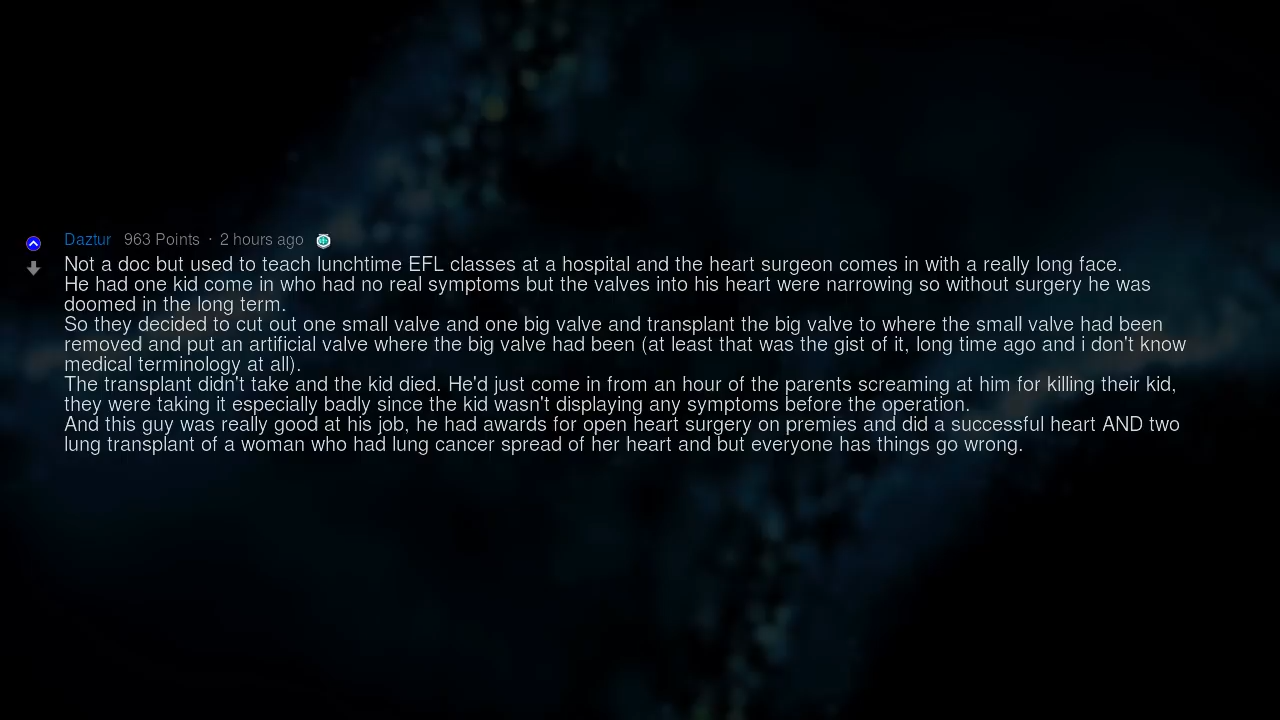 Daztur 963 Points · 2 hours ago
Not a doc but used to teach lunchtime EFL classes at a hospital and the heart surgeon comes in with a really long face.
He had one kid come in who had no real symptoms but the valves into his heart were narrowing so without surgery he was
doomed in the long term.
So they decided to cut out one small valve and one big valve and transplant the big valve to where the small valve had been
removed and put an artificial valve where the big valve had been (at least that was the gist of it, long time ago and i don't know
medical terminology at all).
The transplant didn't take and the kid died. He'd just come in from an hour of the parents screaming at him for killing their kid,
they were taking it especially badly since the kid wasn't displaying any symptoms before the operation.
And this guy was really good at his job, he had awards for open heart surgery on premies and did a successful heart AND two
lung transplant of a woman who had lung cancer spread of her heart and but everyone has things go wrong.